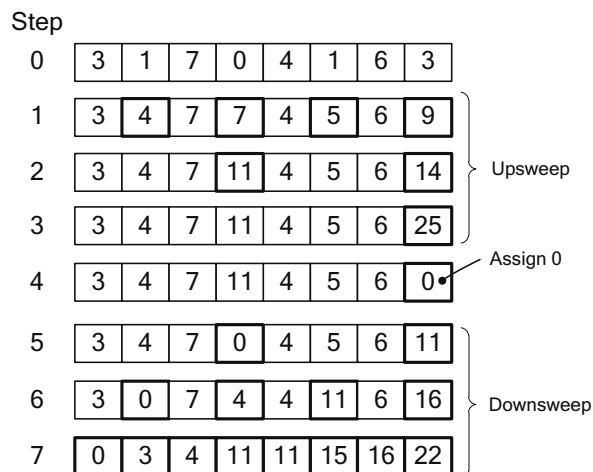 Step
0 3 1 7 0 4 1 6 3
1 3 4 7 7 4 5 6 9
2 3 4 7 11 4 5 6 14
Upsweep
3 3 4 7 11 4 5 6 25
Assign 0
4 3 4 7 11 4 5 6 0
5 3 4 7 0 4 5 6 11
6 3 0 7 4 4 11 6 16
Downsweep
7 0 3 4 11 11 15 16 22